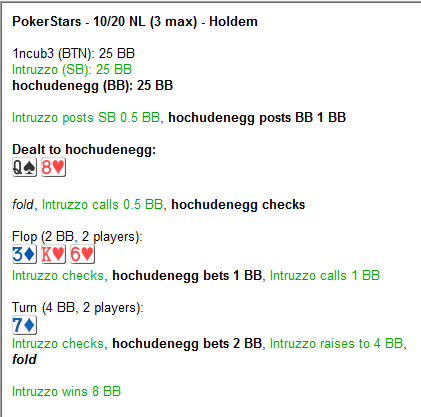 PokerStars - 10/20 NL (3 max) - Holdem
1ncub3 (BTN): 25 BB
Intruzzo (SB): 25 BB
hochudenegg (BB): 25 BB
Intruzzo posts SB 0.5 BB, hochudenegg posts BB 1 BB
Dealt to hochudenegg:
Q♠ 8♥
fold, Intruzzo calls 0.5 BB, hochudenegg checks
Flop (2 BB, 2 players):
3♦ K♥ 6♥
Intruzzo checks, hochudenegg bets 1 BB, Intruzzo calls 1 BB
Turn (4 BB, 2 players):
7♦
Intruzzo checks, hochudenegg bets 2 BB, Intruzzo raises to 4 BB,
fold
Intruzzo wins 8 BB